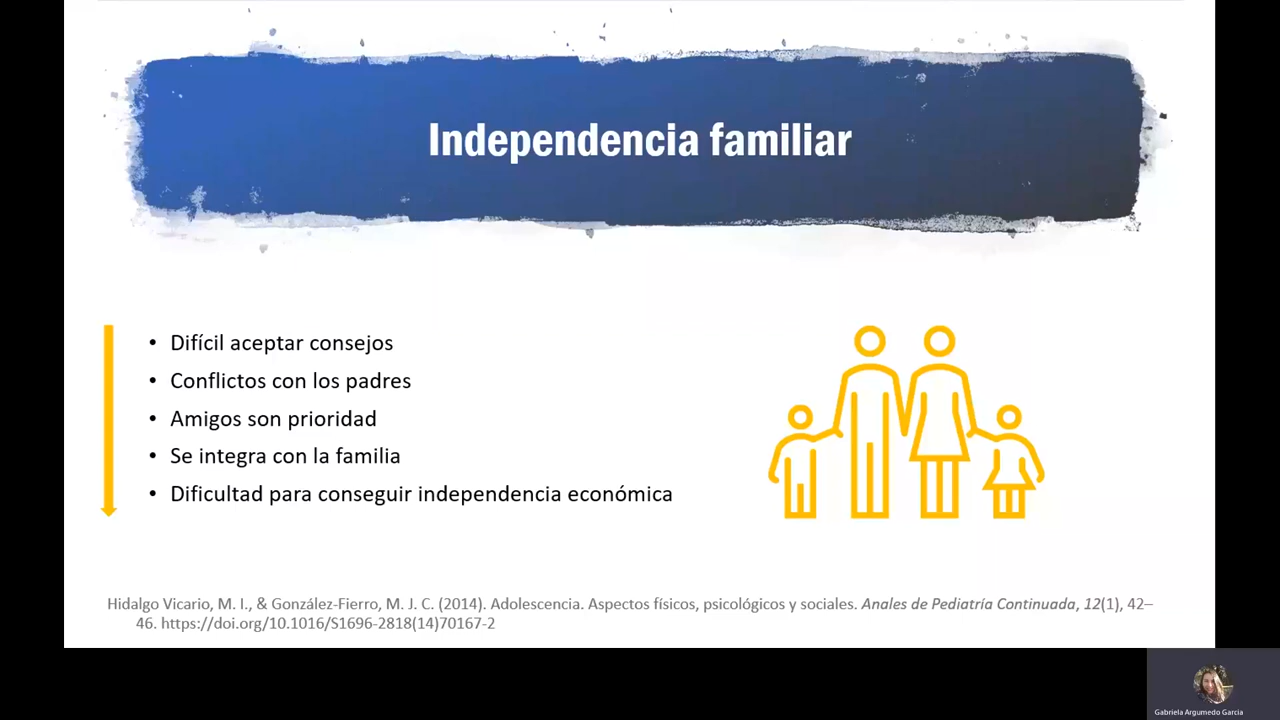 Independencia familiar
• Difícil aceptar consejos
• Conflictos con los padres
• Amigos son prioridad
• Se integra con la familia
• Dificultad para conseguir independencia económica
Hidalgo Vicario, M. I., & González-Fierro, M. J. C. (2014). Adolescencia. Aspectos físicos, psicológicos y sociales. Anales de Pediatría Continuada, 12(1), 42–
46. https://doi.org/10.1016/S1696-2818(14)70167-2
Gabriela Argumedo Garcia